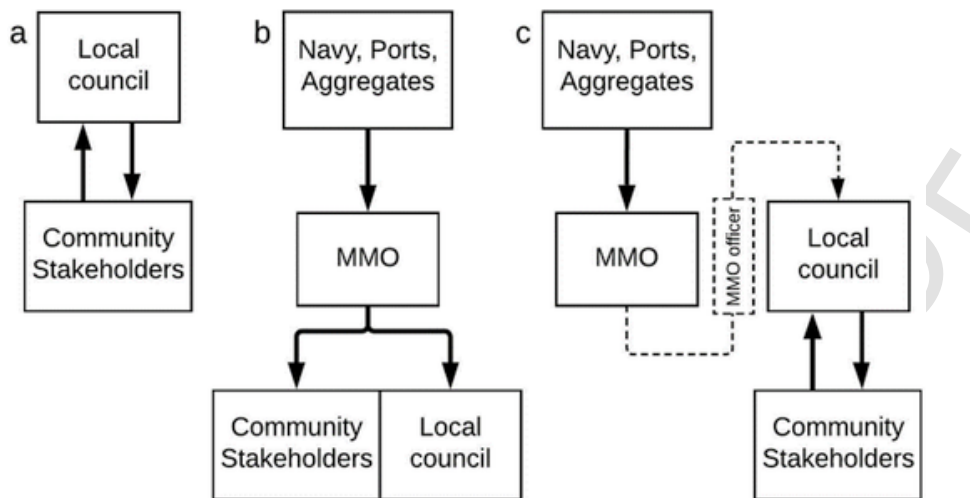 a
Local
council
Community
Stakeholders
b
Navy, Ports,
Aggregates
MMO
Community
Stakeholders
Local
council
c
Navy, Ports,
Aggregates
MMO
MMO officer
Local
council
Community
Stakeholders